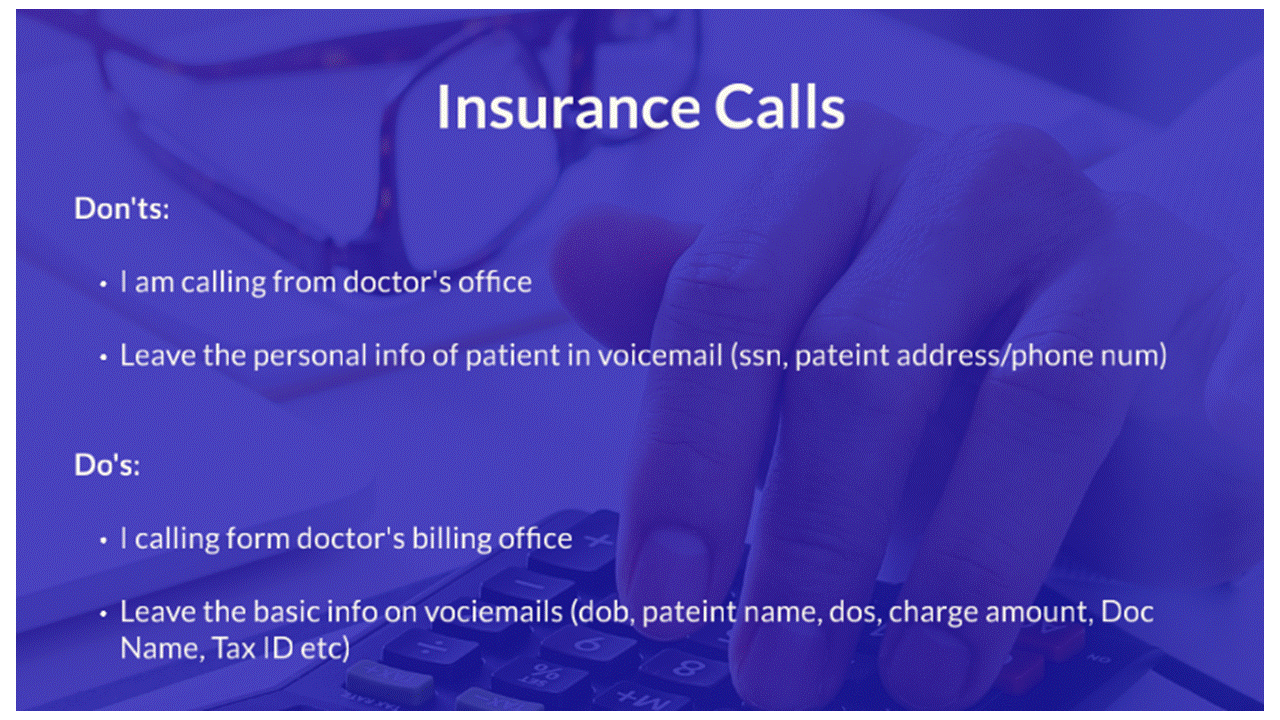 Insurance Calls
Don'ts:
• I am calling from doctor's office
• Leave the personal info of patient in voicemail (ssn, pateint address/phone num)
Do's:
• I calling form doctor's billing office
• Leave the basic info on vociemails (dob, pateint name, dos, charge amount, Doc
Name, Tax ID etc)